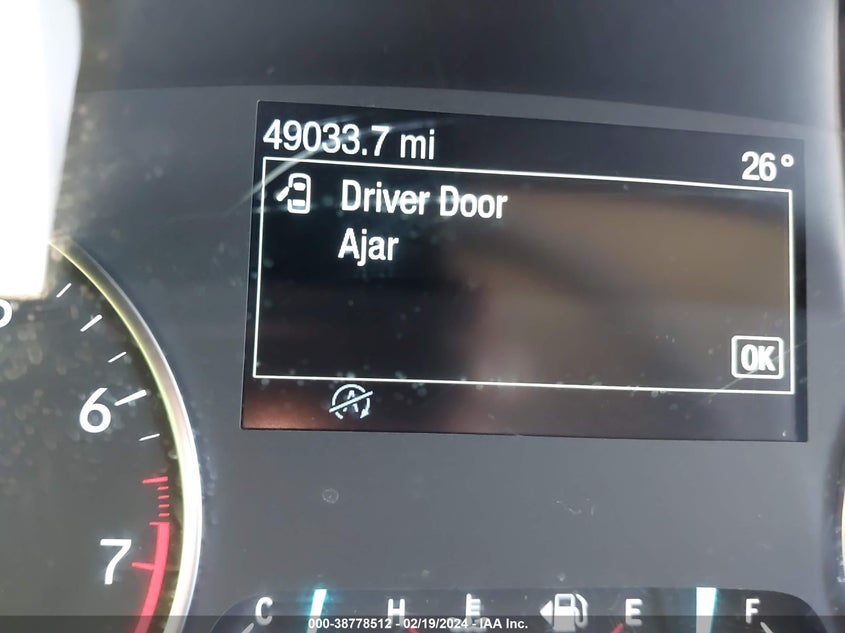 49033.7 mi
26°
Driver Door
Ajar
OK
A
6
7
C H E F
000-38778512 - 02/19/2024 - IAA Inc.